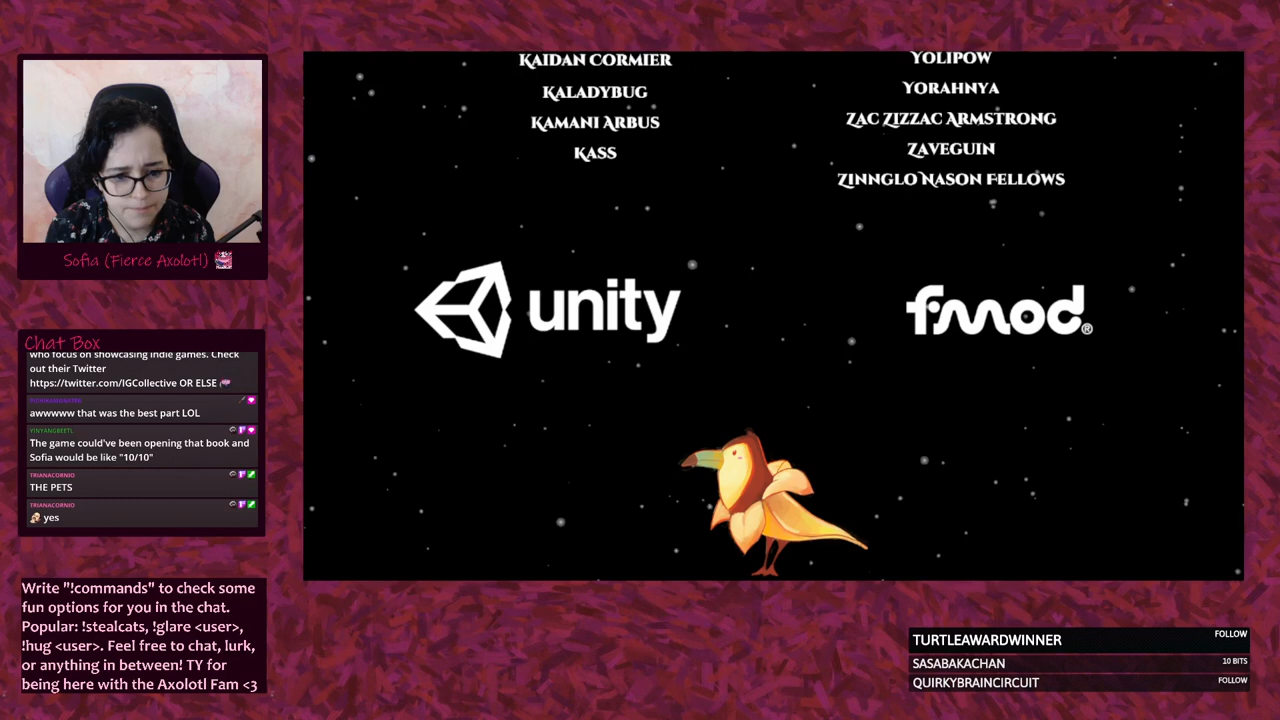 Sofia (Fierce Axolotl)
Chat Box
who focus on showcasing indie games. Check
out their Twitter
https://twitter.com/IGCollective OR ELSE
awwwww that was the best part LOL
YINYANGBEETL
The game could've been opening that book and
Sofia would be like "10/10"
TRIANACORNIO
THE PETS
TRIANACORNIO
yes
Write "!commands" to check some
fun options for you in the chat.
Popular: !stealcats, !glare <user>,
!hug <user>. Feel free to chat, lurk,
or anything in between! TY for
being here with the Axolotl Fam <3
KAIDAN CORMIER
KALADYBUG
KAMANI ARBUS
KASS
YOLIPOW
YORAHNYA
ZAC ZIZZAC ARMSTRONG
ZAVEGUIN
ZINNGLO NASON FELLOWS
unity
fmod®
TURTLEAWARDWINNER FOLLOW
SASABAKACHAN 10 BITS
QUIRKYBRAINCIRCUIT FOLLOW